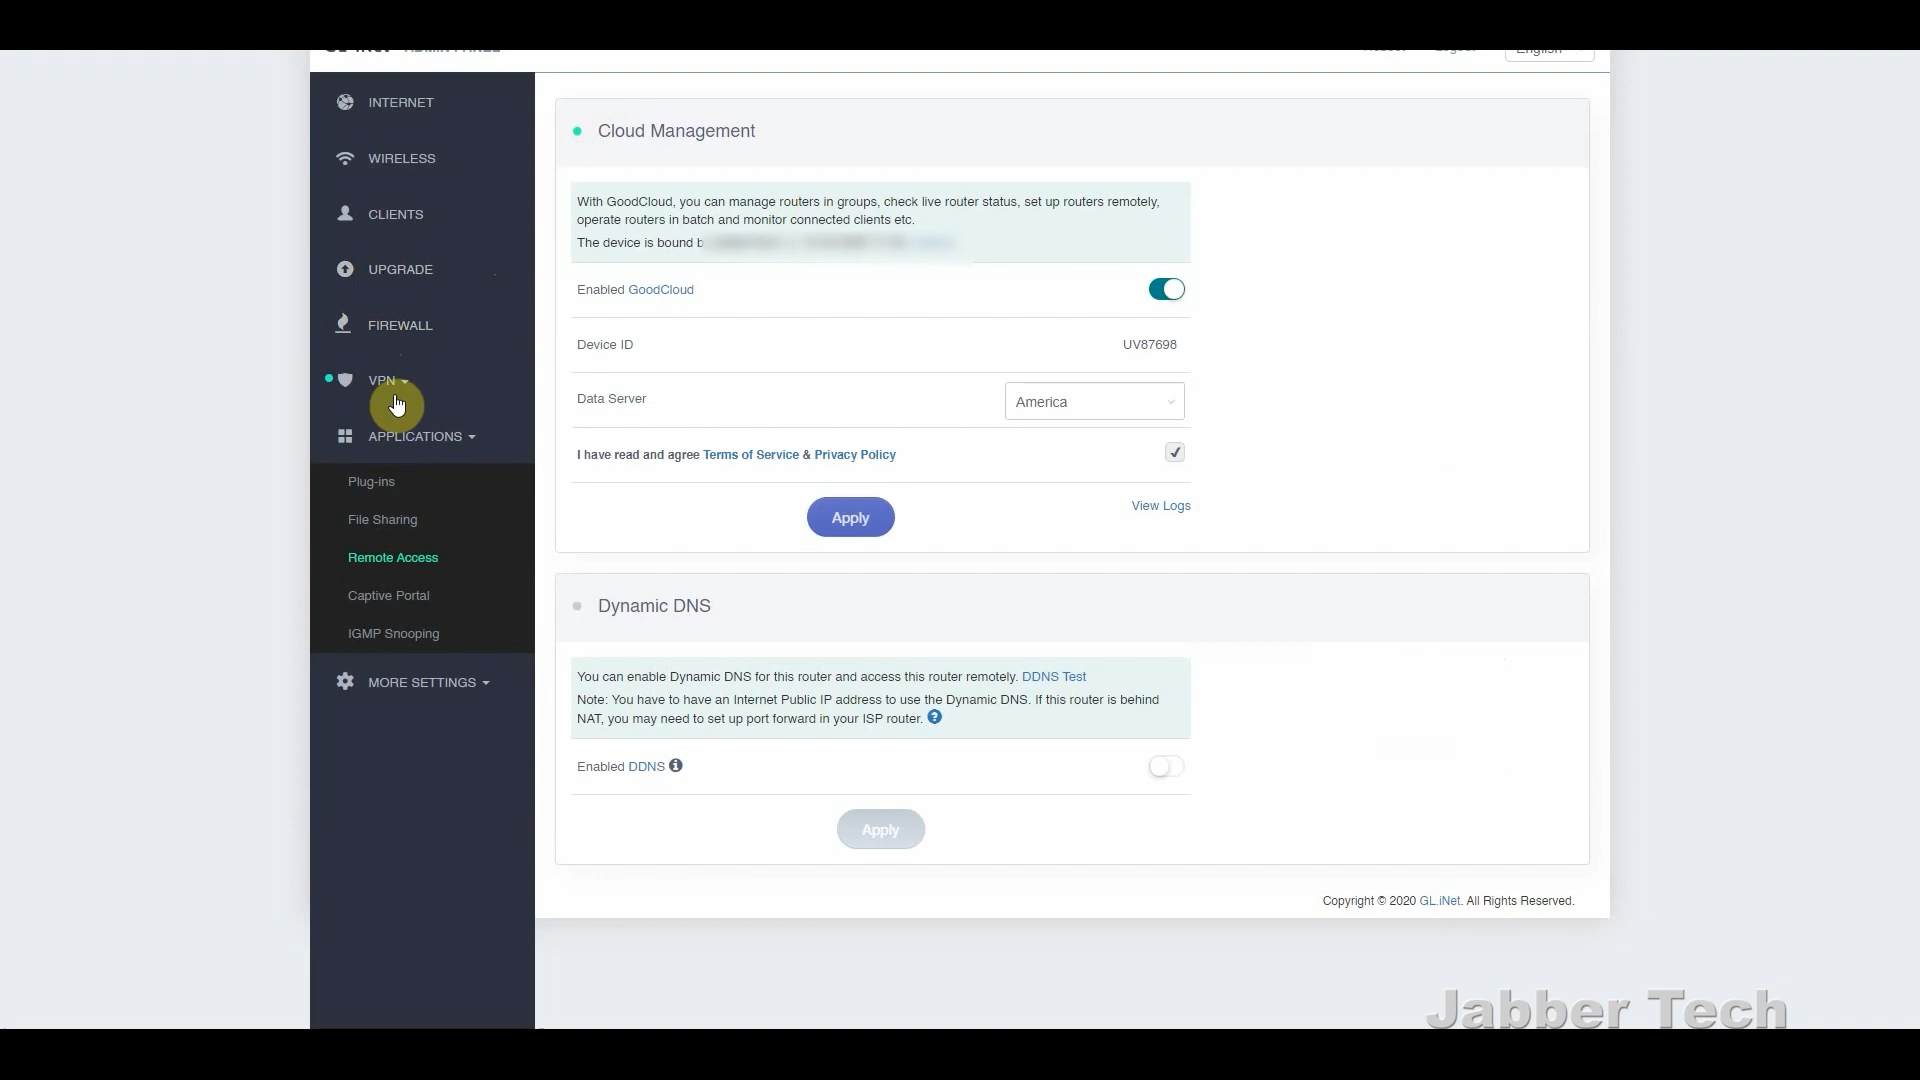 INTERNET
WIRELESS
CLIENTS
UPGRADE
FIREWALL
VPN
APPLICATIONS
Plug-ins
File Sharing
Remote Access
Captive Portal
IGMP Snooping
MORE SETTINGS
Cloud Management
With GoodCloud, you can manage routers in groups, check live router status, set up routers remotely,
operate routers in batch and monitor connected clients etc.
The device is bound
Enabled GoodCloud
Device ID UV87698
Data Server America
I have read and agree Terms of Service & Privacy Policy
Apply
View Logs
Dynamic DNS
You can enable Dynamic DNS for this router and access this router remotely. DDNS Test
Note: You have to have an Internet Public IP address to use the Dynamic DNS. If this router is behind
NAT, you may need to set up port forward in your ISP router.
Enabled DDNS
Apply
Copyright © 2020 GL.iNet. All Rights Reserved.
Jabber Tech